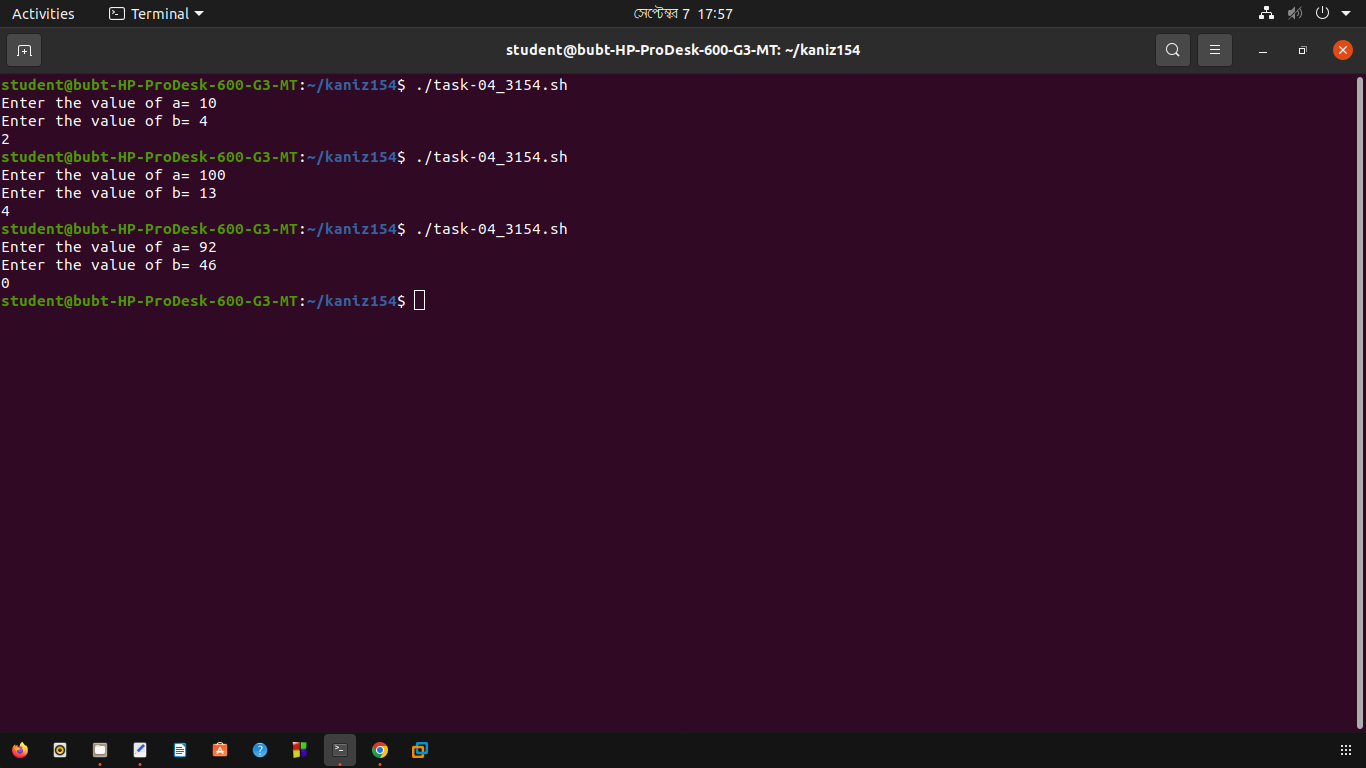 Activities Terminal সেপ্টেম্বর 7 17:57
student@bubt-HP-ProDesk-600-G3-MT: ~/kaniz154
student@bubt-HP-ProDesk-600-G3-MT:~/kaniz154$ ./task-04_3154.sh
Enter the value of a= 10
Enter the value of b= 4
2
student@bubt-HP-ProDesk-600-G3-MT:~/kaniz154$ ./task-04_3154.sh
Enter the value of a= 100
Enter the value of b= 13
4
student@bubt-HP-ProDesk-600-G3-MT:~/kaniz154$ ./task-04_3154.sh
Enter the value of a= 92
Enter the value of b= 46
0
student@bubt-HP-ProDesk-600-G3-MT:~/kaniz154$